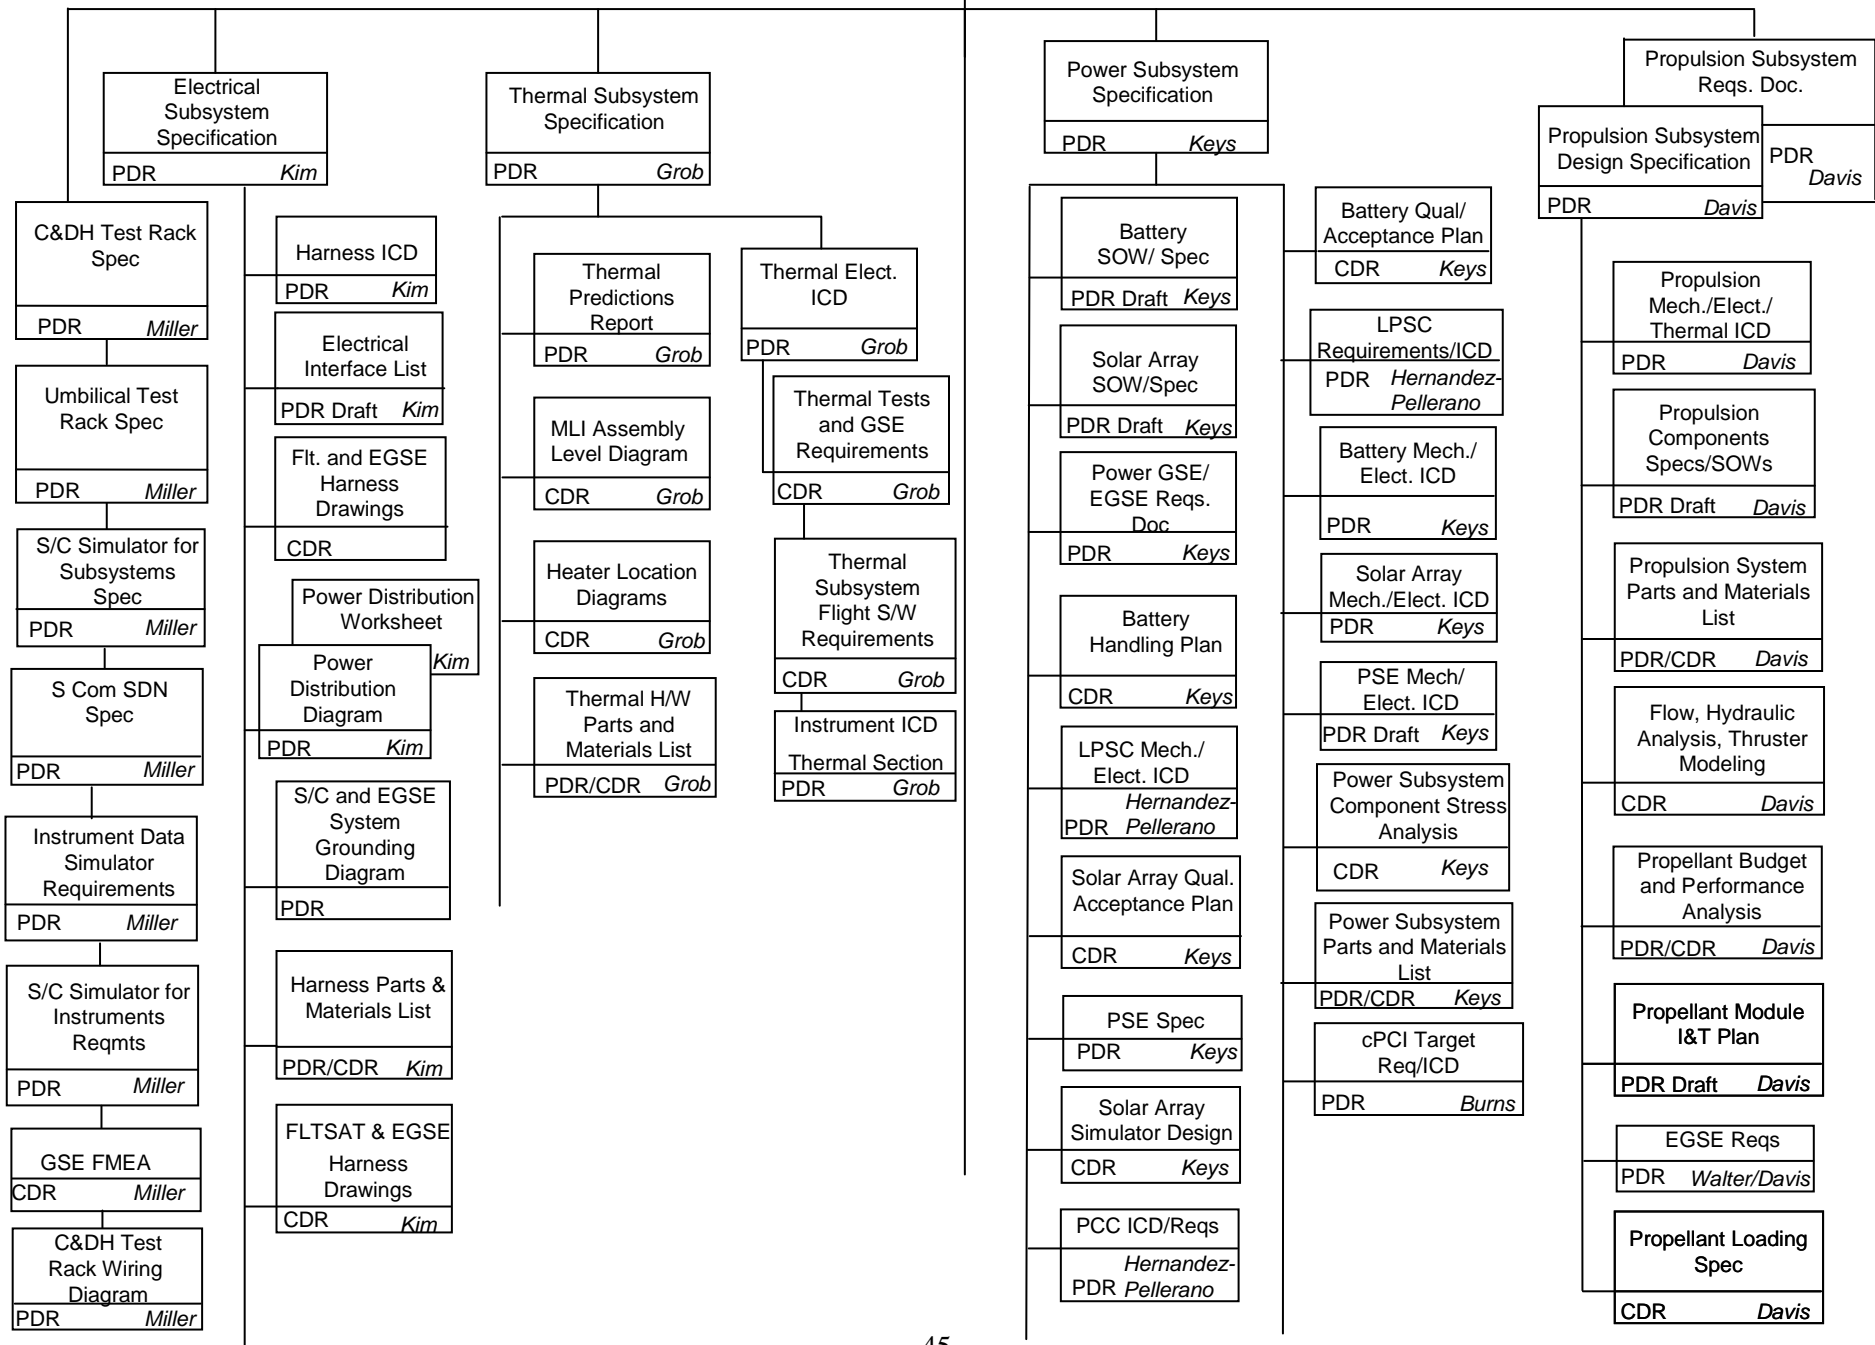 Electrical
Subsystem
Specification
PDR Kim
Thermal Subsystem
Specification
PDR Grob
Power Subsystem
Specification
PDR Keys
Propulsion Subsystem
Reqs. Doc.
PDR
Davis
Propulsion Subsystem
Design Specification
PDR Davis
C&DH Test Rack
Spec
PDR Miller
Umbilical Test
Rack Spec
PDR Miller
S/C Simulator for
Subsystems
Spec
PDR Miller
S Com SDN
Spec
PDR Miller
Instrument Data
Simulator
Requirements
PDR Miller
S/C Simulator for
Instruments
Reqmts
PDR Miller
GSE FMEA
CDR Miller
C&DH Test
Rack Wiring
Diagram
PDR Miller
Harness ICD
PDR Kim
Electrical
Interface List
PDR Draft Kim
Flt. and EGSE
Harness
Drawings
CDR
Power Distribution
Worksheet
Kim
Power
Distribution
Diagram
PDR Kim
S/C and EGSE
System
Grounding
Diagram
PDR
Harness Parts &
Materials List
PDR/CDR Kim
FLTSAT & EGSE
Harness
Drawings
CDR Kim
Thermal
Predictions
Report
PDR Grob
MLI Assembly
Level Diagram
CDR Grob
Heater Location
Diagrams
CDR Grob
Thermal H/W
Parts and
Materials List
PDR/CDR Grob
Thermal Elect.
ICD
PDR Grob
Thermal Tests
and GSE
Requirements
CDR Grob
Thermal
Subsystem
Flight S/W
Requirements
CDR Grob
Instrument ICD
Thermal Section
PDR Grob
Battery
SOW/ Spec
PDR Draft Keys
Solar Array
SOW/Spec
PDR Draft Keys
Power GSE/
EGSE Reqs.
Doc
PDR Keys
Battery
Handling Plan
CDR Keys
LPSC Mech./
Elect. ICD
Hernandez-
PDR Pellerano
Solar Array Qual.
Acceptance Plan
CDR Keys
PSE Spec
PDR Keys
Solar Array
Simulator Design
CDR Keys
PCC ICD/Reqs
Hernandez-
PDR Pellerano
Battery Qual/
Acceptance Plan
CDR Keys
LPSC
Requirements/ICD
PDR Hernandez-
Pellerano
Battery Mech./
Elect. ICD
PDR Keys
Solar Array
Mech./Elect. ICD
PDR Keys
PSE Mech/
Elect. ICD
PDR Draft Keys
Power Subsystem
Component Stress
Analysis
CDR Keys
Power Subsystem
Parts and Materials
List
PDR/CDR Keys
cPCI Target
Req/ICD
PDR Burns
Propulsion
Mech./Elect./
Thermal ICD
PDR Davis
Propulsion
Components
Specs/SOWs
PDR Draft Davis
Propulsion System
Parts and Materials
List
PDR/CDR Davis
Flow, Hydraulic
Analysis, Thruster
Modeling
CDR Davis
Propellant Budget
and Performance
Analysis
PDR/CDR Davis
Propellant Module
I&T Plan
PDR Draft Davis
EGSE Reqs
PDR Walter/Davis
Propellant Loading
Spec
CDR Davis
45